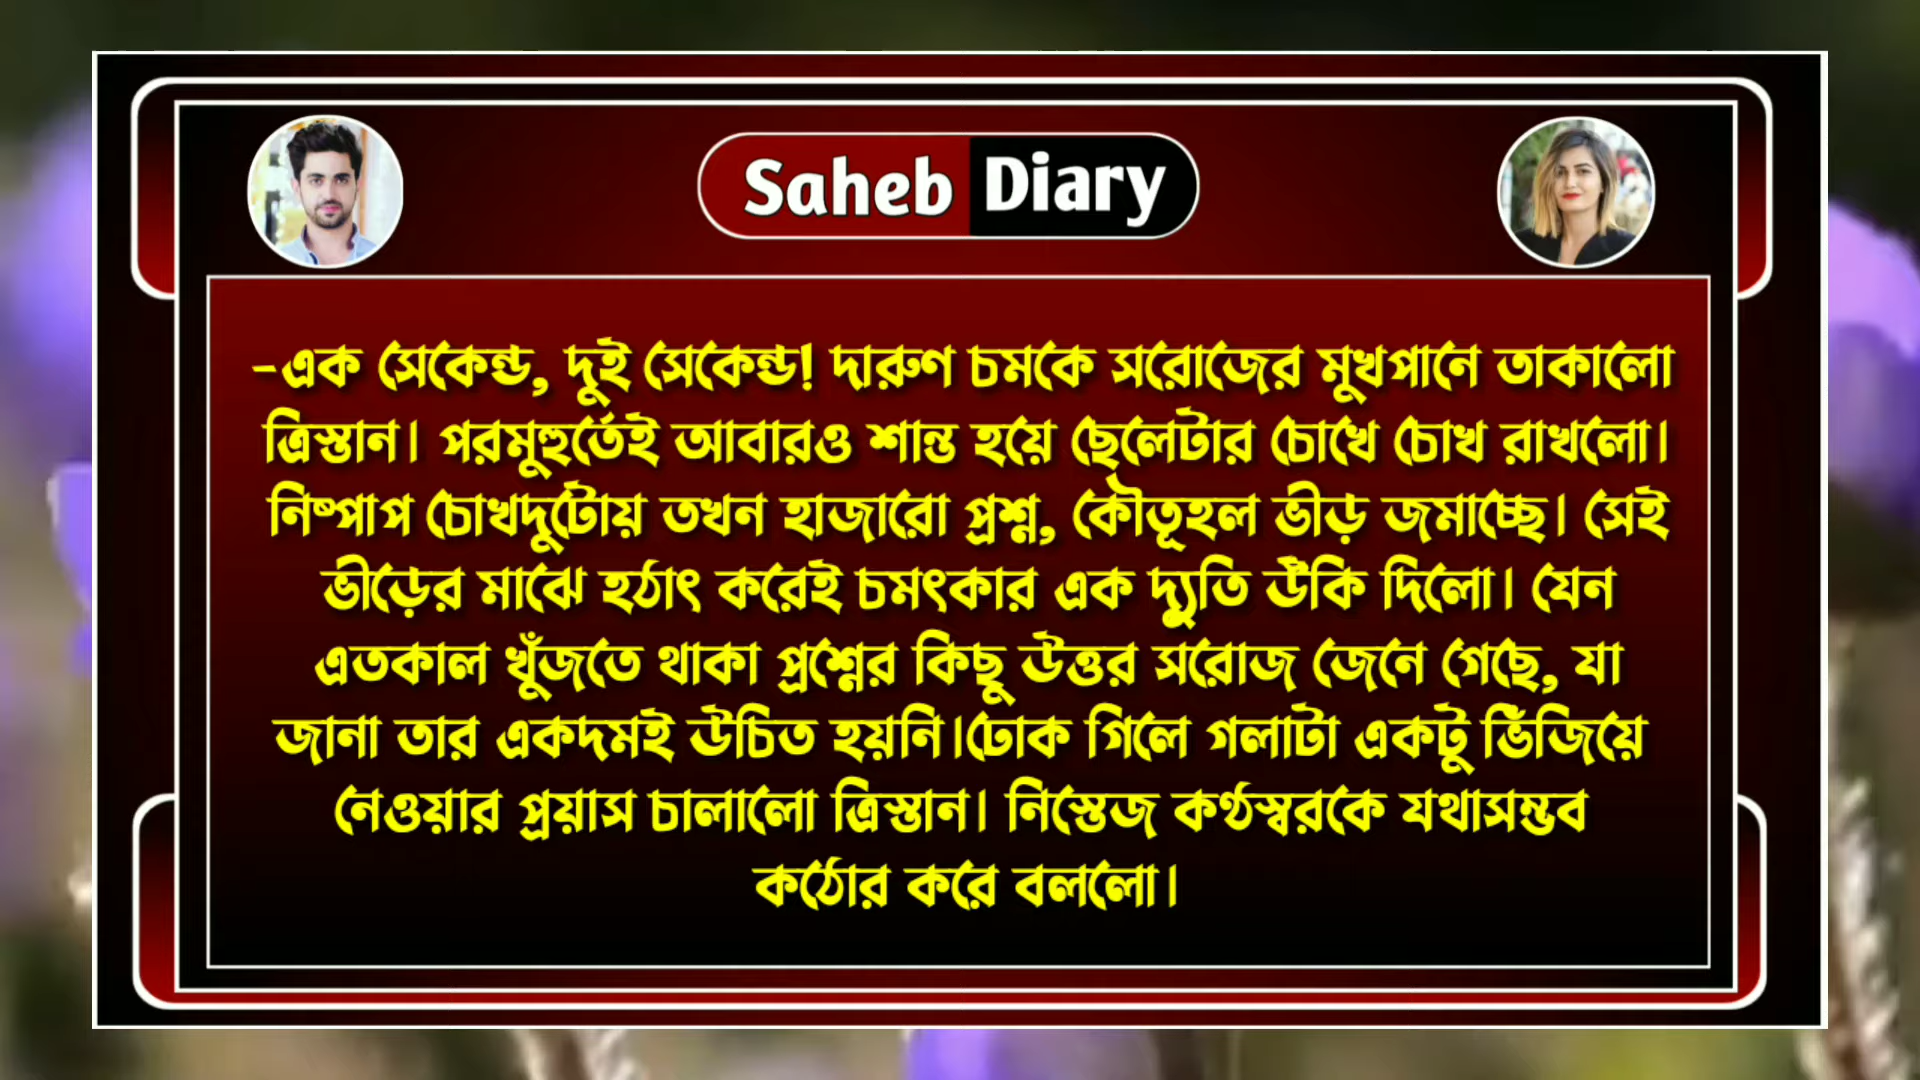 Saheb Diary
-এক সেকেন্ড, দুই সেকেন্ড! দারুণ চমকে সরোজের মুখপানে তাকালো
ত্রিস্তান। পরমুহুর্তেই আবারও শান্ত হয়ে ছেলেটার চোখে চোখ রাখলো।
নিষ্পাপ চোখদুটোয় তখন হাজারো প্রশ্ন, কৌতূহল ভীড় জমাচ্ছে। সেই
ভীড়ের মাঝে হঠাৎ করেই চমৎকার এক দ্যুতি উঁকি দিলো। যেন
এতকাল খুঁজতে থাকা প্রশ্নের কিছু উত্তর সরোজ জেনে গেছে, যা
জানা তার একদমই উচিত হয়নি।ঢোক গিলে গলাটা একটু ভিঁজিয়ে
নেওয়ার প্রয়াস চালালো ত্রিস্তান। নিস্তেজ কণ্ঠস্বরকে যথাসম্ভব
কঠোর করে বললো।